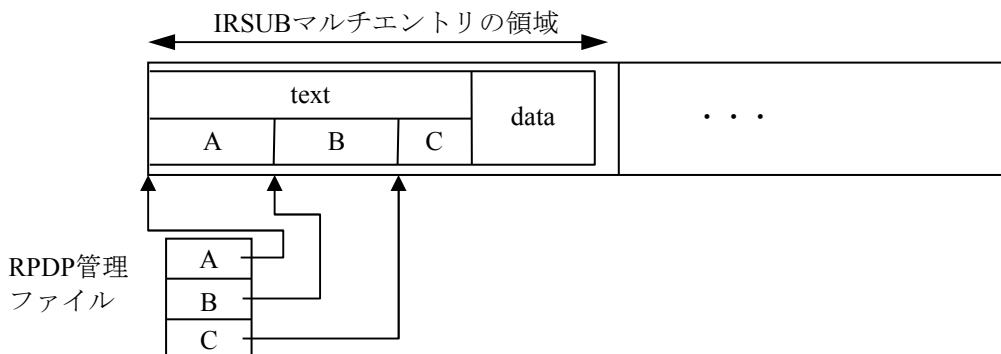 IRSUBマルチエントリの領域
text
data
・・・
A B C
RPDP管理
ファイル
A
B
C